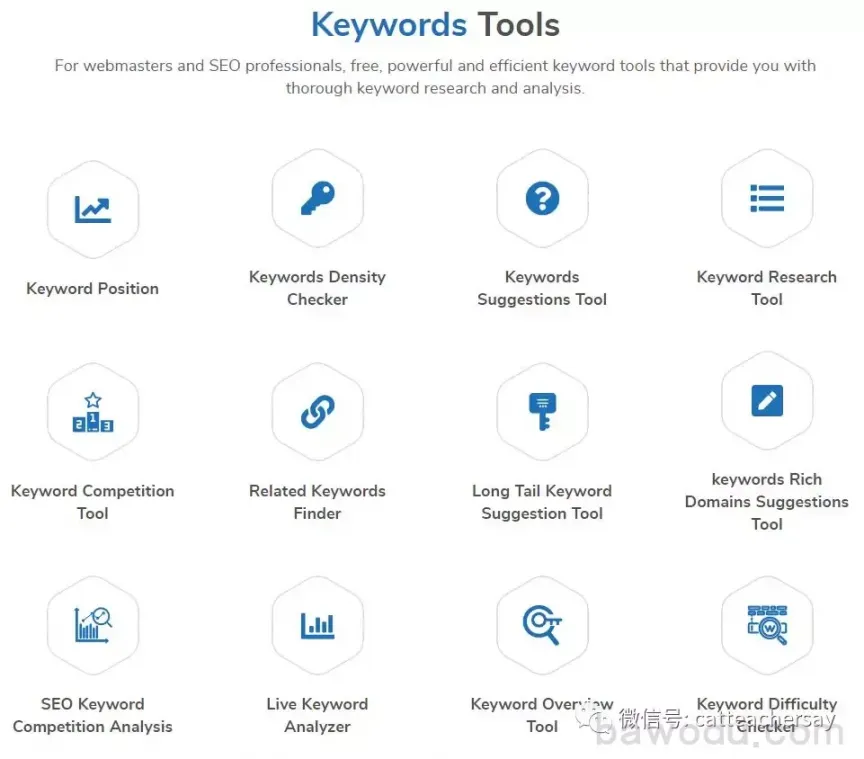 Keywords Tools
For webmasters and SEO professionals, free, powerful and efficient keyword tools that provide you with
thorough keyword research and analysis.
Keyword Position
Keywords Density
Checker
Keywords
Suggestions Tool
Keyword Research
Tool
2
1
3
Keyword Competition
Tool
Related Keywords
Finder
Long Tail Keyword
Suggestion Tool
keywords Rich
Domains Suggestions
Tool
SEO Keyword
Competition Analysis
Live Keyword
Analyzer
Keyword Overview
Tool
W
Keyword Difficulty
Checker
微信号: catteachersay
bawodu.com